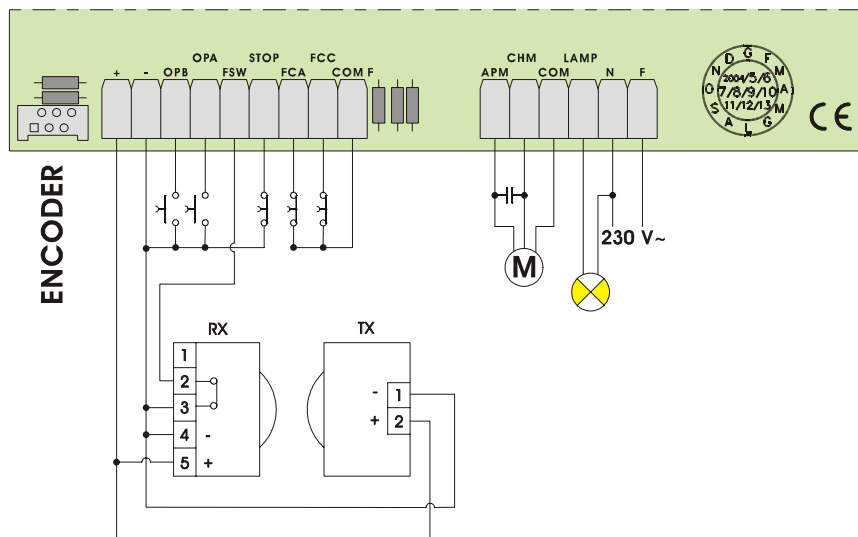 OPA STOP FCC
+ - OPB FSW FCA COM F
CHM LAMP
APM COM N F
G F M A M G L A S O N D
2004/5/6
7/8/9/10
11/12/13
CE
ENCODER
M
230 V~
RX
1
2
3
4 -
5 +
TX
- 1
+ 2